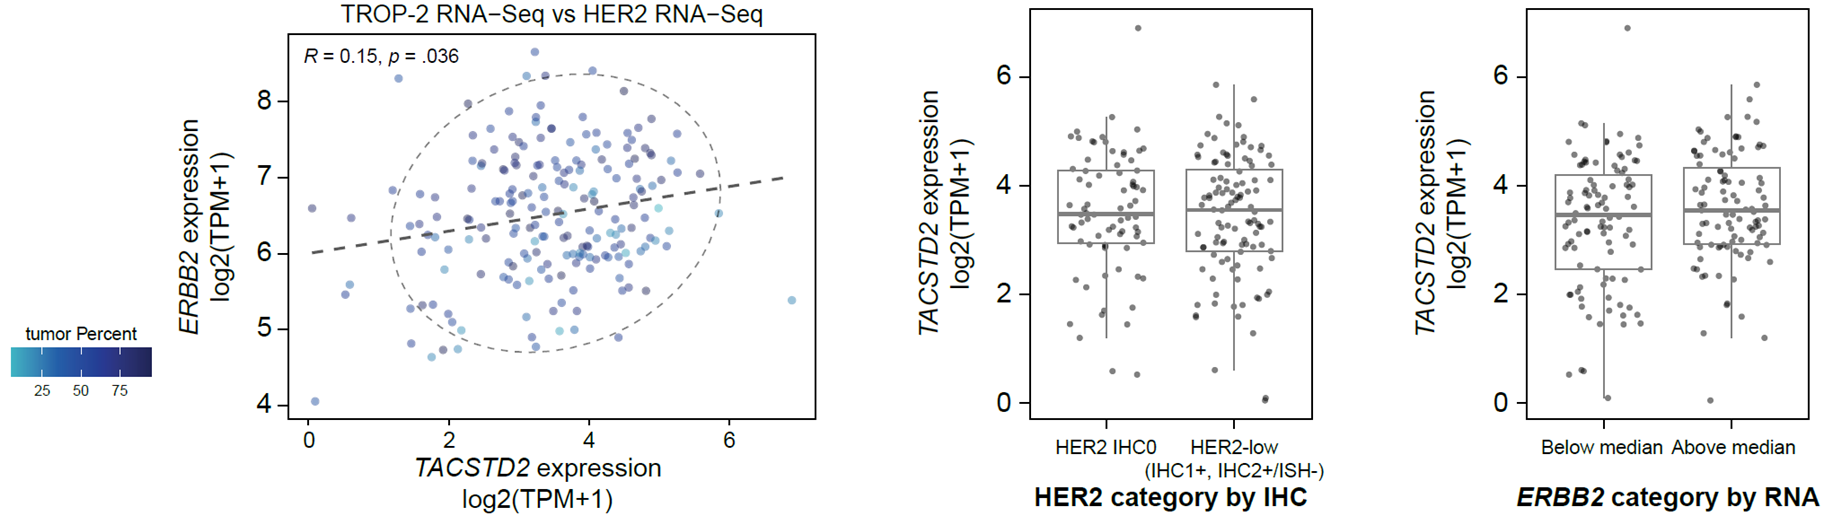 TROP-2 RNA−Seq vs HER2 RNA−Seq
R = 0.15, p = .036
ERBB2 expression
log2(TPM+1)
8
7
6
5
4
0
2
4
6
TACSTD2 expression
log2(TPM+1)
tumor Percent
25
50
75
TACSTD2 expression
log2(TPM+1)
6
4
2
0
HER2 IHC0
HER2-low
(IHC1+, IHC2+/ISH-)
HER2 category by IHC
TACSTD2 expression
log2(TPM+1)
6
4
2
0
Below median
Above median
ERBB2 category by RNA